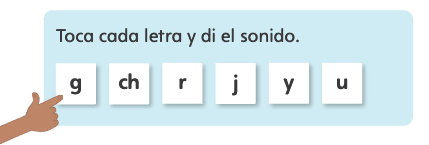 Toca cada letra y di el sonido.
g ch r j y u